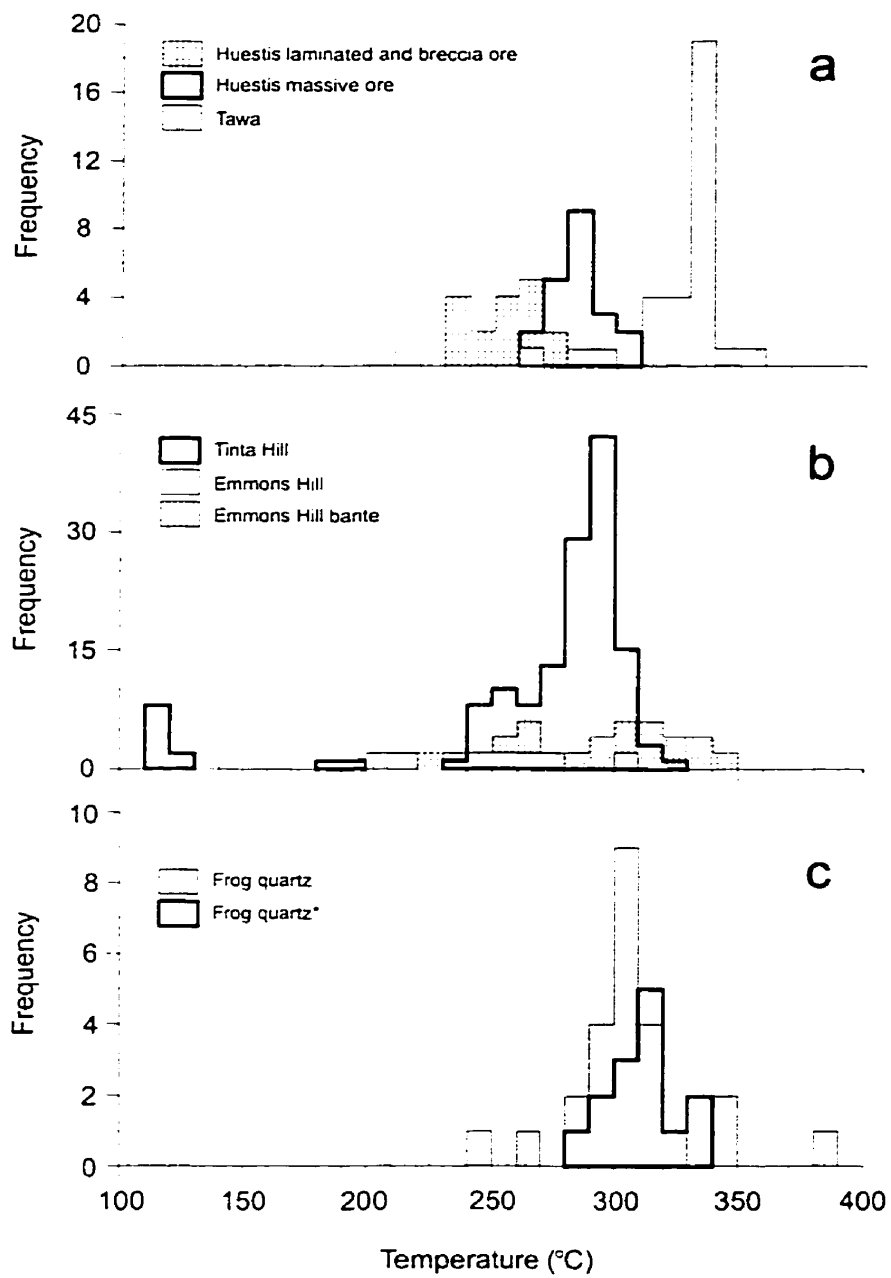 20
16
12
8
4
0
Frequency
Huestis laminated and breccia ore
Huestis massive ore
Tawa
a
45
30
15
0
Frequency
Tinta Hill
Emmons Hill
Emmons Hill bante
b
10
8
6
4
2
0
Frequency
Frog quartz
Frog quartz*
c
100 150 200 250 300 350 400
Temperature (°C)